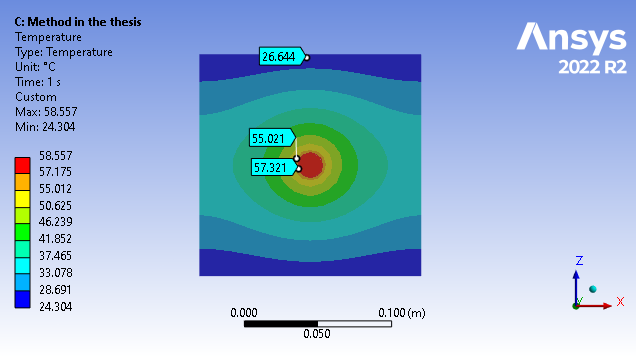 C: Method in the thesis
Temperature
Type: Temperature
Unit: °C
Time: 1 s
Custom
Max: 58.557
Min: 24.304
58.557
57.175
55.012
50.625
46.239
41.852
37.465
33.078
28.691
24.304
26.644
55.021
57.321
Ansys
2022 R2
0.000
0.100 (m)
0.050
Z
Y
X